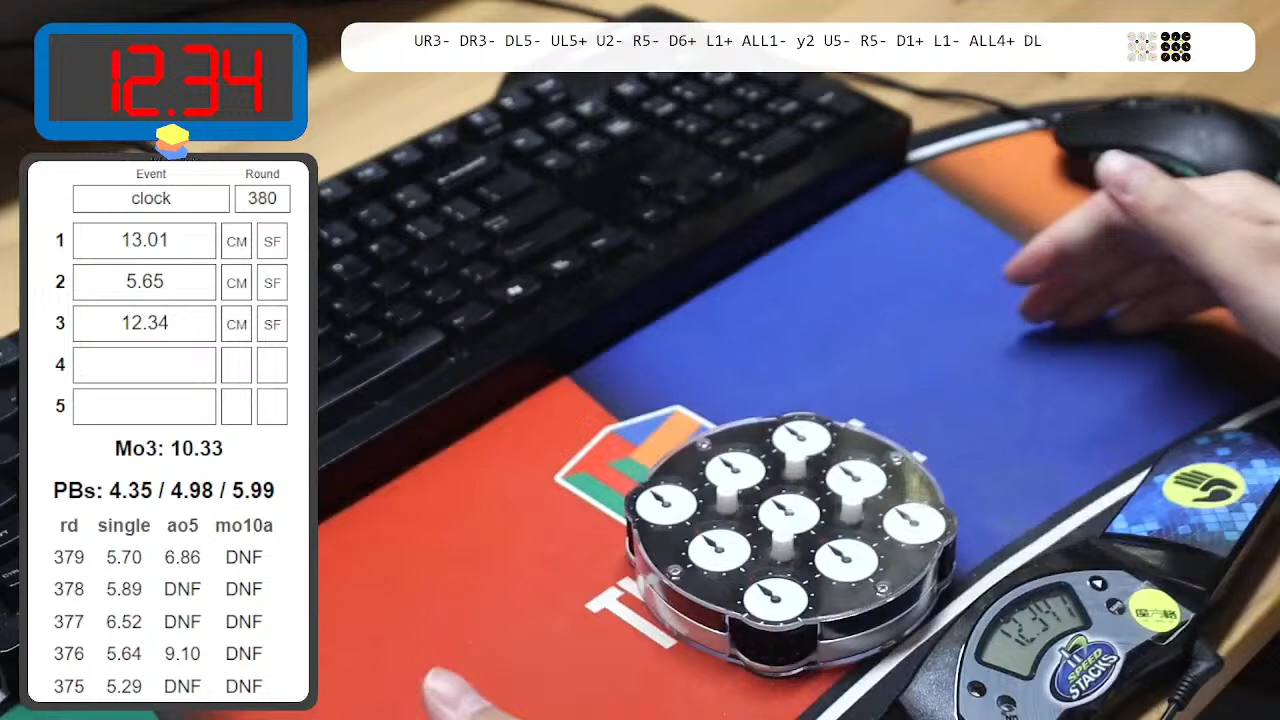 12.34
UR3- DR3- DL5- UL5+ U2- R5- D6+ L1+ ALL1- y2 U5- R5- D1+ L1- ALL4+ DL
Event Round
clock 380
1 13.01 CM SF
2 5.65 CM SF
3 12.34 CM SF
4
5
Mo3: 10.33
PBs: 4.35 / 4.98 / 5.99
rd single ao5 mo10a
379 5.70 6.86 DNF
378 5.89 DNF DNF
377 6.52 DNF DNF
376 5.64 9.10 DNF
375 5.29 DNF DNF
SPEED
STACKS